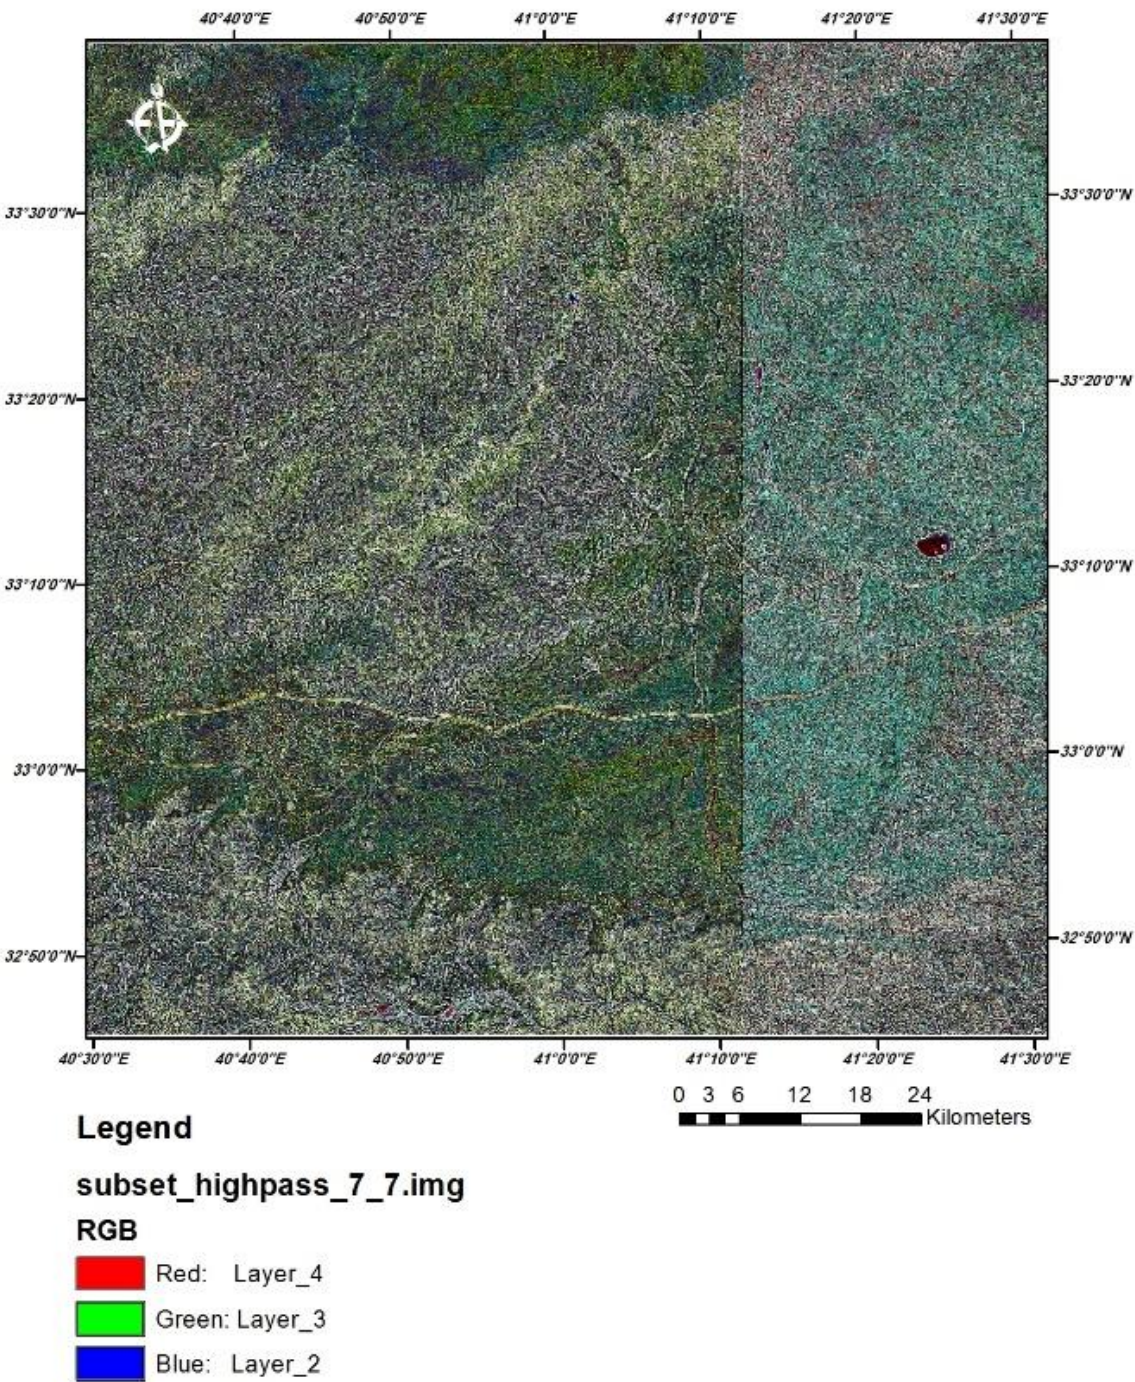 40°40'0"E 40°50'0"E 41°0'0"E 41°10'0"E 41°20'0"E 41°30'0"E
33°30'0"N 33°30'0"N
33°20'0"N 33°20'0"N
33°10'0"N 33°10'0"N
33°0'0"N 33°0'0"N
32°50'0"N 32°50'0"N
40°30'0"E 40°40'0"E 40°50'0"E 41°0'0"E 41°10'0"E 41°20'0"E 41°30'0"E
0 3 6 12 18 24
Kilometers
Legend
subset_highpass_7_7.img
RGB
Red: Layer_4
Green: Layer_3
Blue: Layer_2